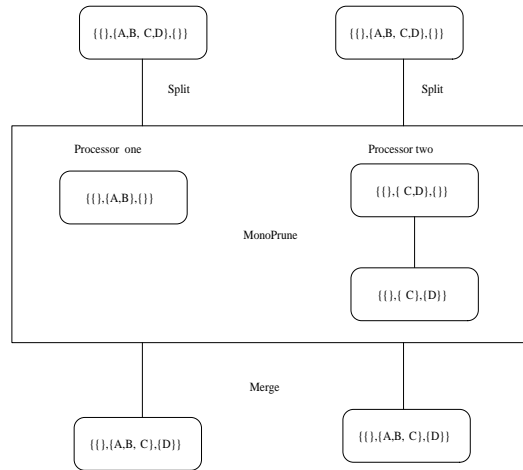 {{},{A,B, C,D},{}}
{{},{A,B, C,D},{}}
Split
Split
Processor one
Processor two
{{},{A,B},{}}
{{},{ C,D},{}}
MonoPrune
{{},{ C},{D}}
Merge
{{},{A,B, C},{D}}
{{},{A,B, C},{D}}